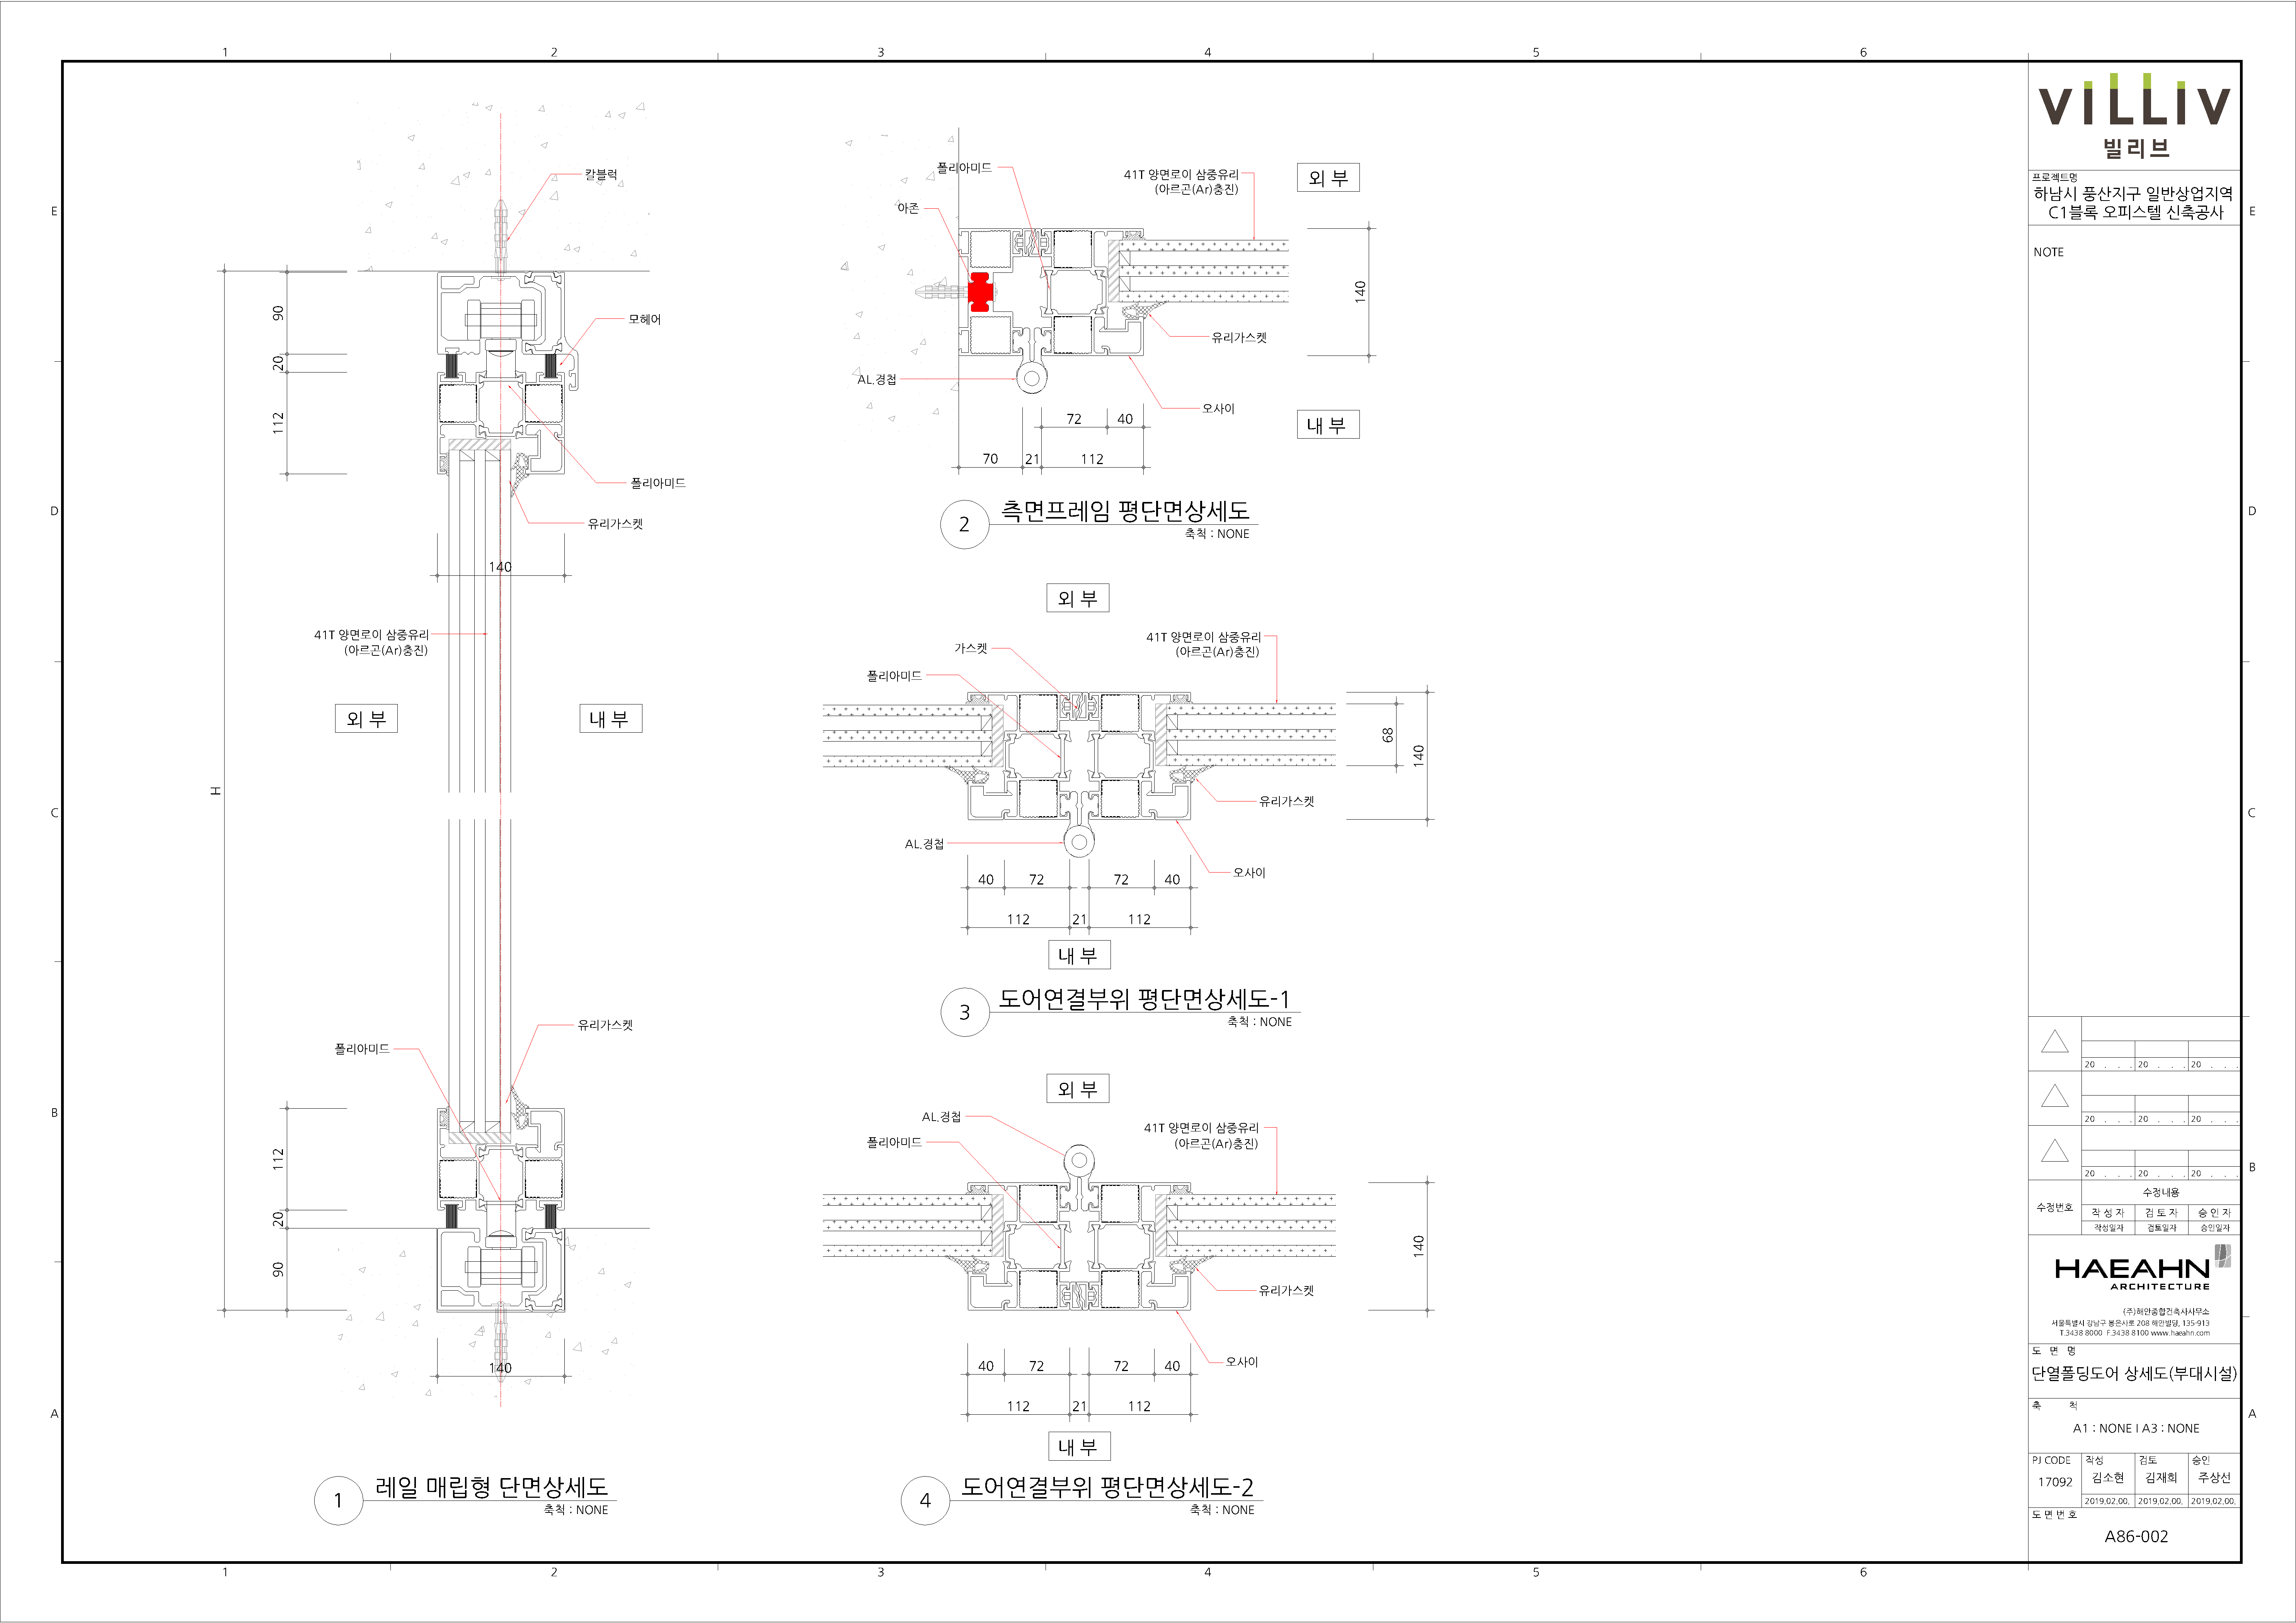 1
2
3
4
5
6
E
D
C
B
A
칼블럭
90
모헤어
20
112
폴리아미드
유리가스켓
140
41T 양면로이 삼중유리
(아르곤(Ar)충진)
외 부
내 부
H
유리가스켓
폴리아미드
112
20
90
140
1
레일 매립형 단면상세도
축척 : NONE
폴리아미드
41T 양면로이 삼중유리
(아르곤(Ar)충진)
외 부
아존
140
유리가스켓
AL.경첩
오사이
내 부
72
40
70
21
112
2
측면프레임 평단면상세도
축척 : NONE
외 부
가스켓
41T 양면로이 삼중유리
(아르곤(Ar)충진)
폴리아미드
68
140
유리가스켓
AL.경첩
오사이
40
72
72
40
112
21
112
내 부
3
도어연결부위 평단면상세도-1
축척 : NONE
외 부
AL.경첩
41T 양면로이 삼중유리
(아르곤(Ar)충진)
폴리아미드
140
유리가스켓
오사이
40
72
72
40
112
21
112
내 부
4
도어연결부위 평단면상세도-2
축척 : NONE
VILLIV
빌리브
프로젝트명
하남시 풍산지구 일반상업지역
C1블록 오피스텔 신축공사
NOTE
20 . . . 20 . . . 20 . . .
20 . . . 20 . . . 20 . . .
20 . . . 20 . . . 20 . . .
수정번호
수정내용
작 성 자 검 토 자 승 인 자
작성일자 검토일자 승인일자
HAEAHN
ARCHITECTURE
(주)해안종합건축사사무소
서울특별시 강남구 봉은사로 208 해안빌딩, 135-913
T.3438 8000 F.3438 8100 www.haeahn.com
도 면 명
단열폴딩도어 상세도(부대시설)
축 척
A1 : NONE I A3 : NONE
PJ CODE 작성 검토 승인
17092 김소현 김재희 주상선
2019.02.00. 2019.02.00. 2019.02.00.
도 면 번 호
A86-002
E
D
C
B
A
1
2
3
4
5
6